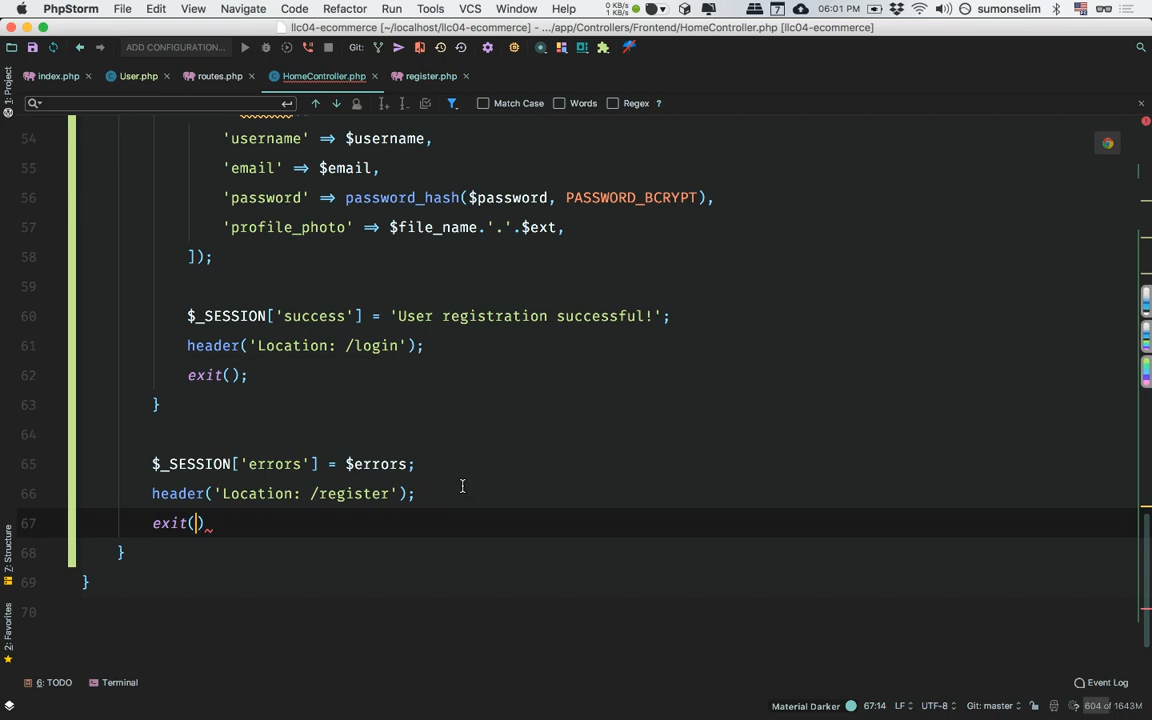 PhpStorm File Edit View Navigate Code Refactor Run Tools VCS Window Help 0 KB/s 1 KB/s 7 06:01 PM sumonselim
llc04-ecommerce [~/localhost/llc04-ecommerce] - .../app/Controllers/Frontend/HomeController.php [llc04-ecommerce]
ADD CONFIGURATION... Git:
index.php User.php routes.php HomeController.php register.php
Match Case Words Regex ?
54 'username' ⇒ $username,
55 'email' ⇒ $email,
56 'password' ⇒ password_hash($password, PASSWORD_BCRYPT),
57 'profile_photo' ⇒ $file_name.'.'.$ext,
58 ]);
59
60 $_SESSION['success'] = 'User registration successful!';
61 header('Location: /login');
62 exit();
63 }
64
65 $_SESSION['errors'] = $errors;
66 header('Location: /register');
67 exit()
68 }
69 }
70
1: Project
7: Structure
2: Favorites
6: TODO Terminal Event Log
Material Darker 67:14 LF UTF-8 Git: master 604 of 1643M